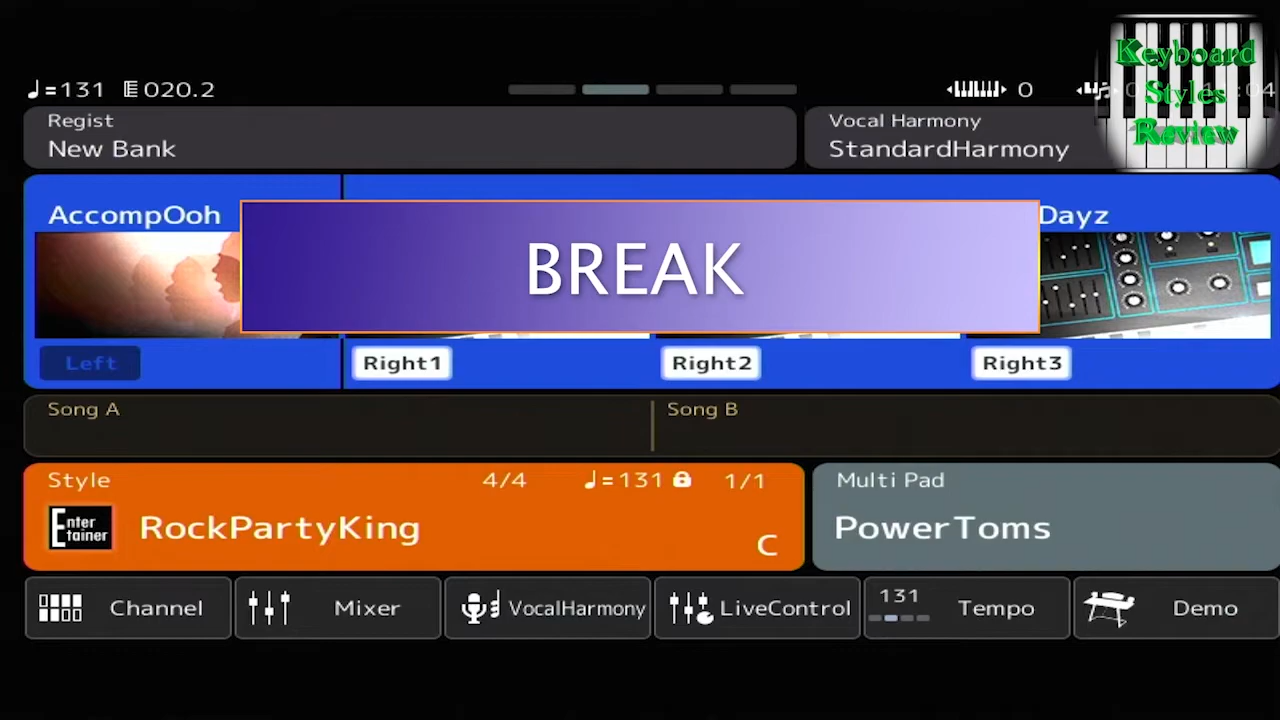 ♩=131 020.2
0
Keyboard
Styles
Review
Regist
New Bank
Vocal Harmony
StandardHarmony
AccompOoh
Dayz
BREAK
Left
Right1
Right2
Right3
Song A
Song B
Style
4/4
♩=131
1/1
Enter
tainer
RockPartyKing
C
Multi Pad
PowerToms
Channel
Mixer
VocalHarmony
LiveControl
131
Tempo
Demo